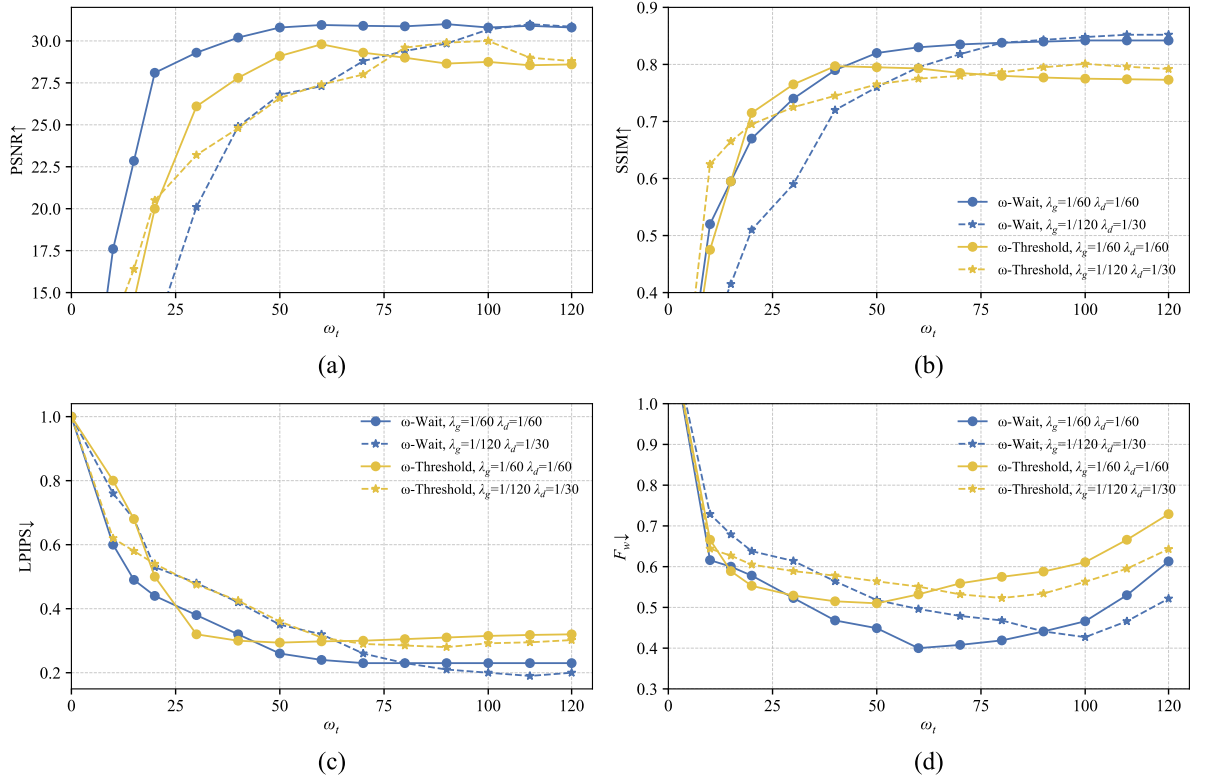 30.0
27.5
25.0
22.5
20.0
17.5
15.0
PSNR↑
0 25 50 75 100 120
ω_t
(a)
0.9
0.8
0.7
0.6
0.5
0.4
SSIM↑
ω-Wait, λ_g=1/60 λ_d=1/60
ω-Wait, λ_g=1/120 λ_d=1/30
ω-Threshold, λ_g=1/60 λ_d=1/60
ω-Threshold, λ_g=1/120 λ_d=1/30
0 25 50 75 100 120
ω_t
(b)
1.0
0.8
0.6
0.4
0.2
LPIPS↓
ω-Wait, λ_g=1/60 λ_d=1/60
ω-Wait, λ_g=1/120 λ_d=1/30
ω-Threshold, λ_g=1/60 λ_d=1/60
ω-Threshold, λ_g=1/120 λ_d=1/30
0 25 50 75 100 120
ω_t
(c)
1.0
0.9
0.8
0.7
0.6
0.5
0.4
0.3
F_w↓
ω-Wait, λ_g=1/60 λ_d=1/60
ω-Wait, λ_g=1/120 λ_d=1/30
ω-Threshold, λ_g=1/60 λ_d=1/60
ω-Threshold, λ_g=1/120 λ_d=1/30
0 25 50 75 100 120
ω_t
(d)